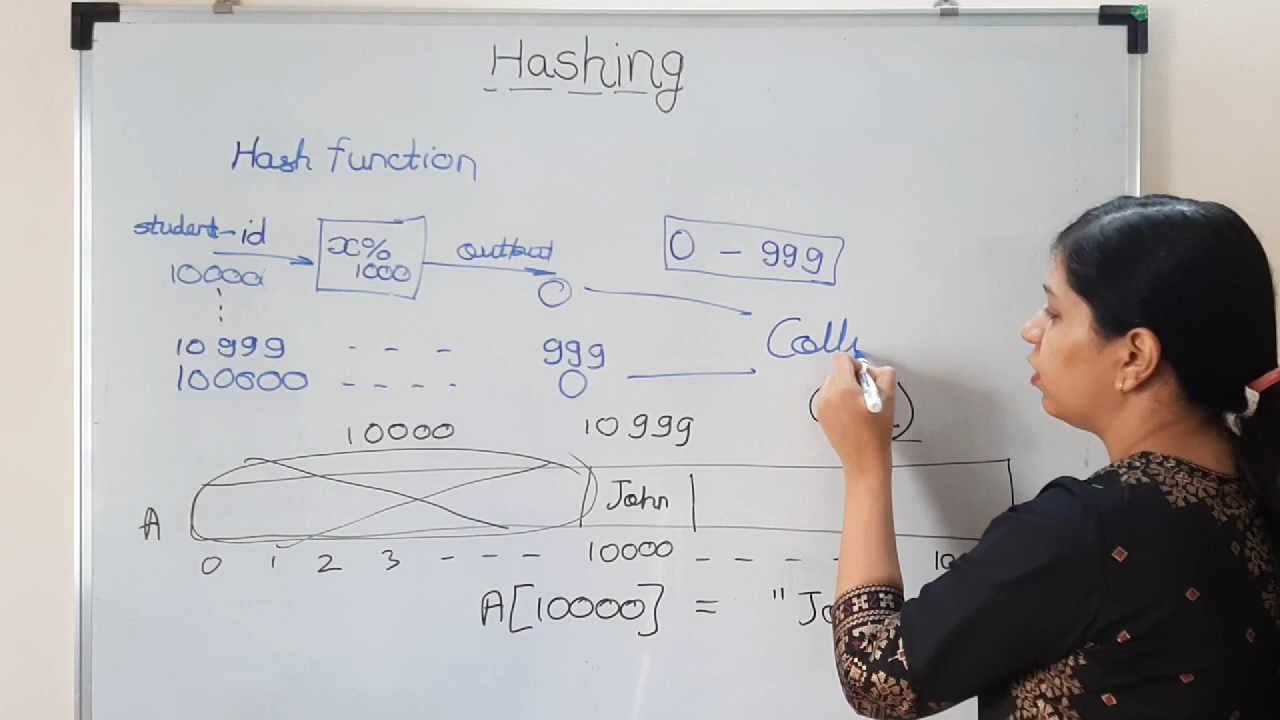 Hashing
Hash function
student-id x% 1000 output 0 - 999
10000 0
10999 - - - 999
100000 - - - - 0
10000 10999
A John
0 1 2 3 - - - 10000 - - - -
A[10000] = "Jo